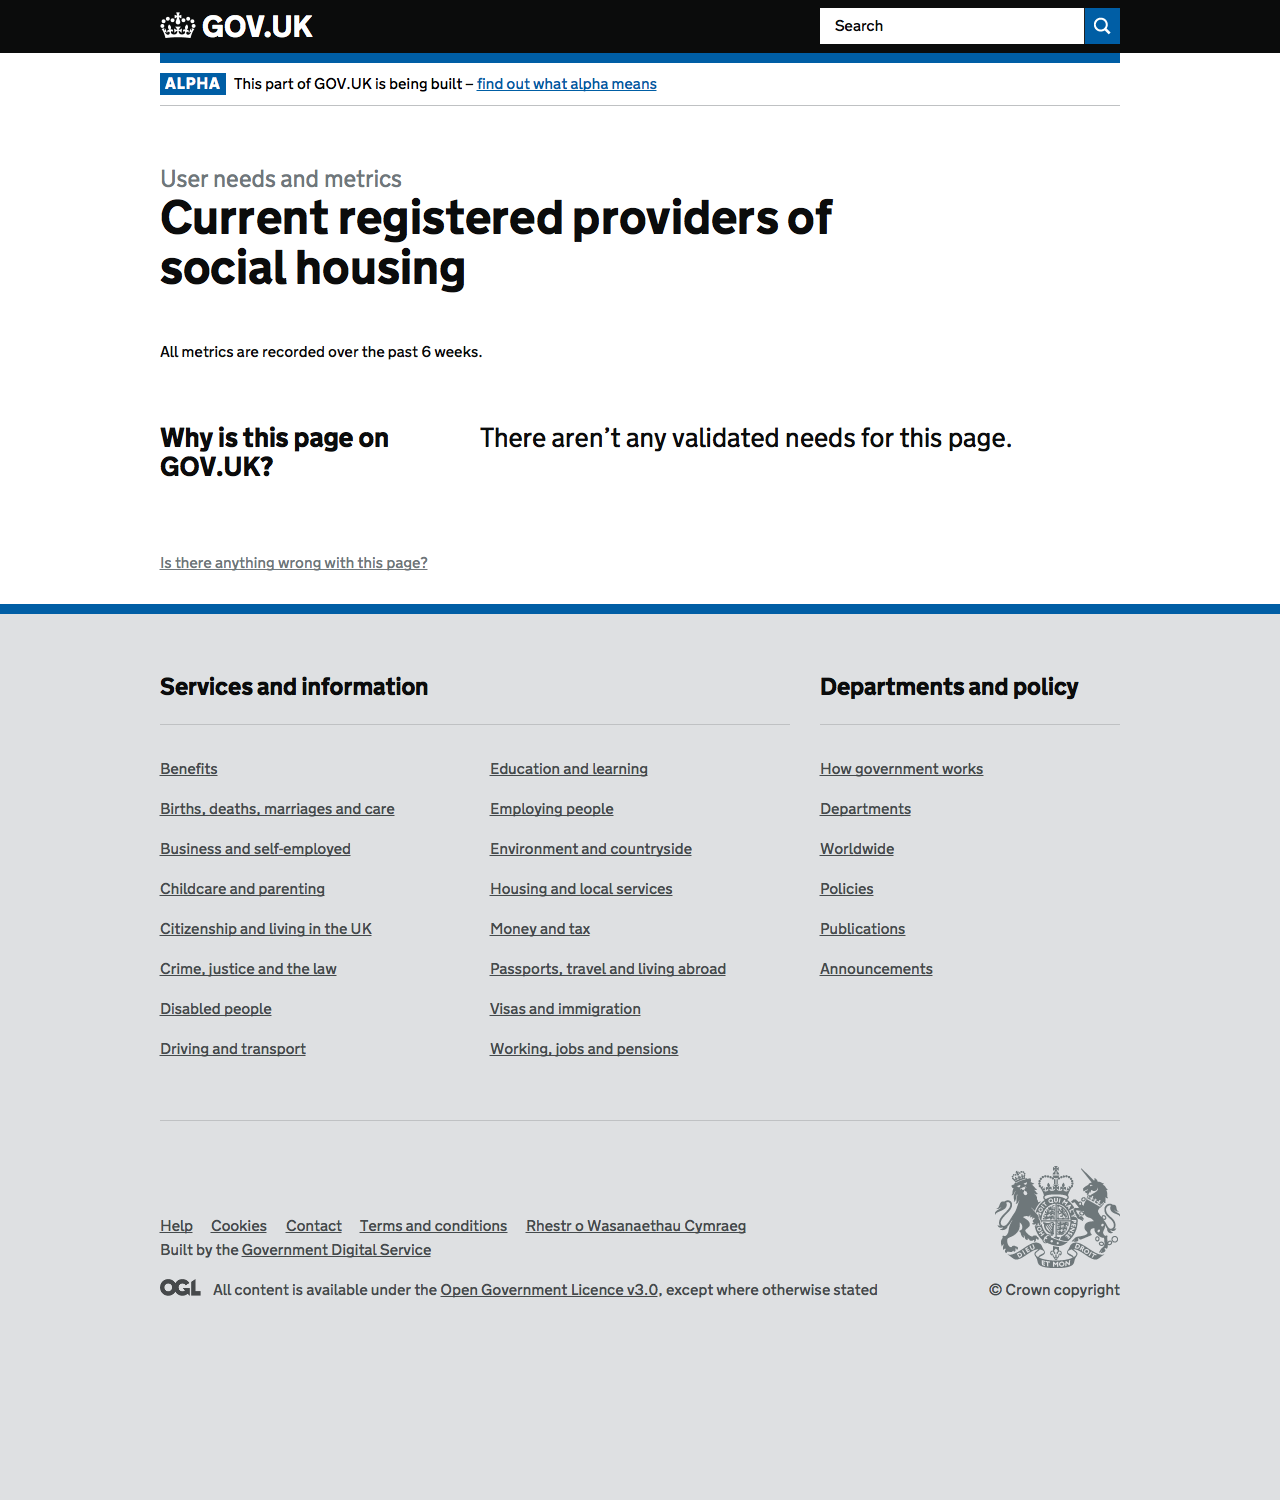 GOV.UK
Search
ALPHA This part of GOV.UK is being built – find out what alpha means
User needs and metrics
Current registered providers of
social housing
All metrics are recorded over the past 6 weeks.
Why is this page on
GOV.UK?
There aren’t any validated needs for this page.
Is there anything wrong with this page?
Services and information
Benefits
Births, deaths, marriages and care
Business and self-employed
Childcare and parenting
Citizenship and living in the UK
Crime, justice and the law
Disabled people
Driving and transport
Education and learning
Employing people
Environment and countryside
Housing and local services
Money and tax
Passports, travel and living abroad
Visas and immigration
Working, jobs and pensions
Departments and policy
How government works
Departments
Worldwide
Policies
Publications
Announcements
Help Cookies Contact Terms and conditions Rhestr o Wasanaethau Cymraeg
Built by the Government Digital Service
OGL All content is available under the Open Government Licence v3.0, except where otherwise stated
DIEU ET MON DROIT
© Crown copyright